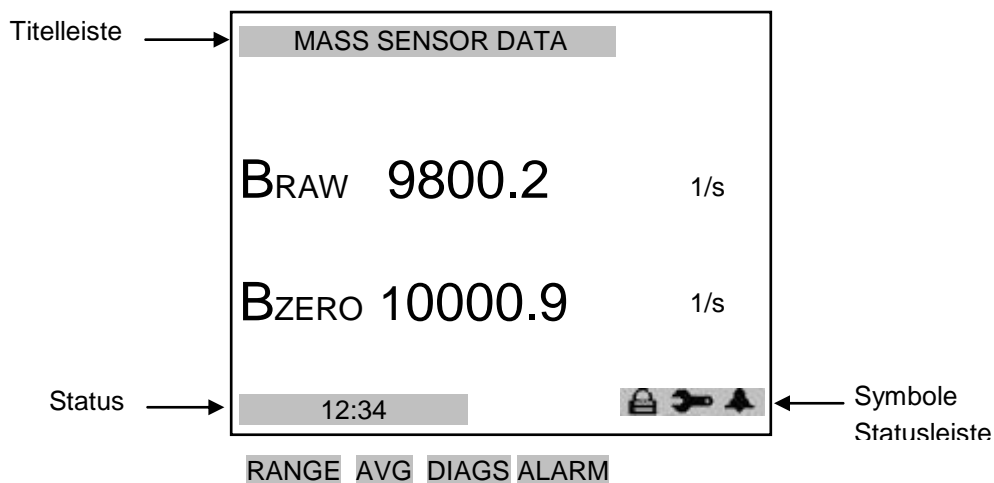 Titelleiste
MASS SENSOR DATA
BRAW 9800.2 1/s
BZERO 10000.9 1/s
Status
12:34
Symbole
Statusleiste
RANGE AVG DIAGS ALARM